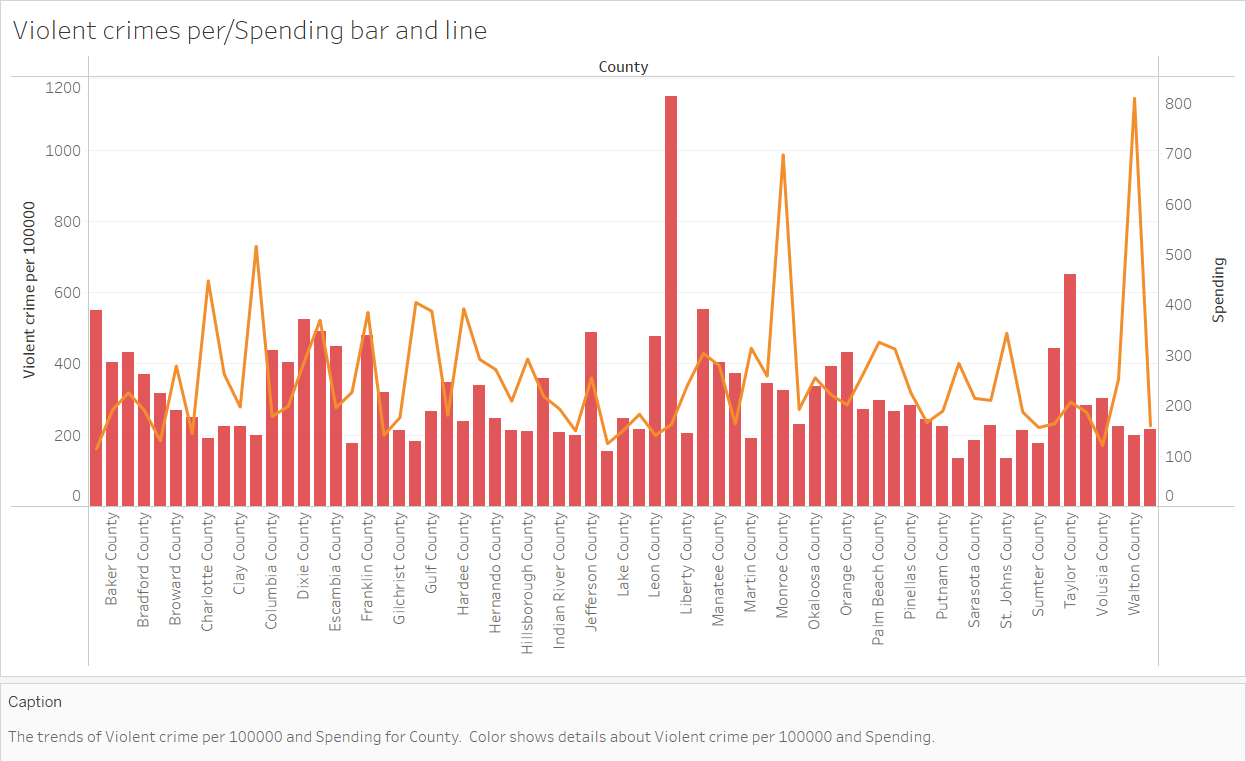 Violent crimes per/Spending bar and line
County
1200
1000
800
600
400
200
0
Violent crime per 100000
800
700
600
500
400
300
200
100
0
Spending
Baker County
Bradford County
Broward County
Charlotte County
Clay County
Columbia County
Dixie County
Escambia County
Franklin County
Gilchrist County
Gulf County
Hardee County
Hernando County
Hillsborough County
Indian River County
Jefferson County
Lake County
Leon County
Liberty County
Manatee County
Martin County
Monroe County
Okaloosa County
Orange County
Palm Beach County
Pinellas County
Putnam County
Sarasota County
St. Johns County
Sumter County
Taylor County
Volusia County
Walton County
Caption
The trends of Violent crime per 100000 and Spending for County.  Color shows details about Violent crime per 100000 and Spending.